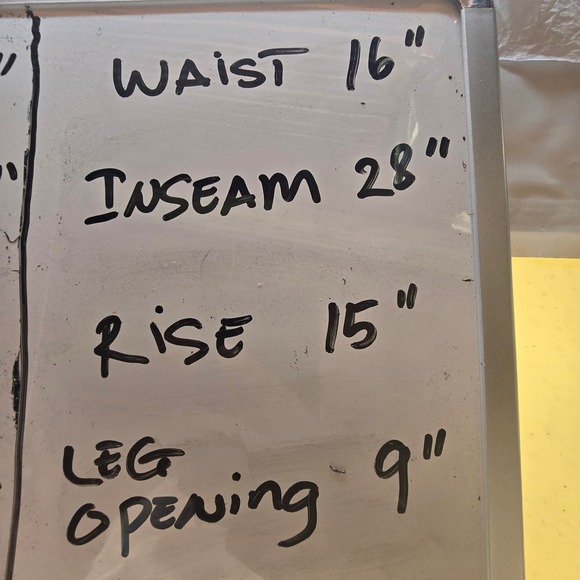 "
WAiST 16"
"
INSEAM 28"
RiSE 15"
LEG
OPENing 9"